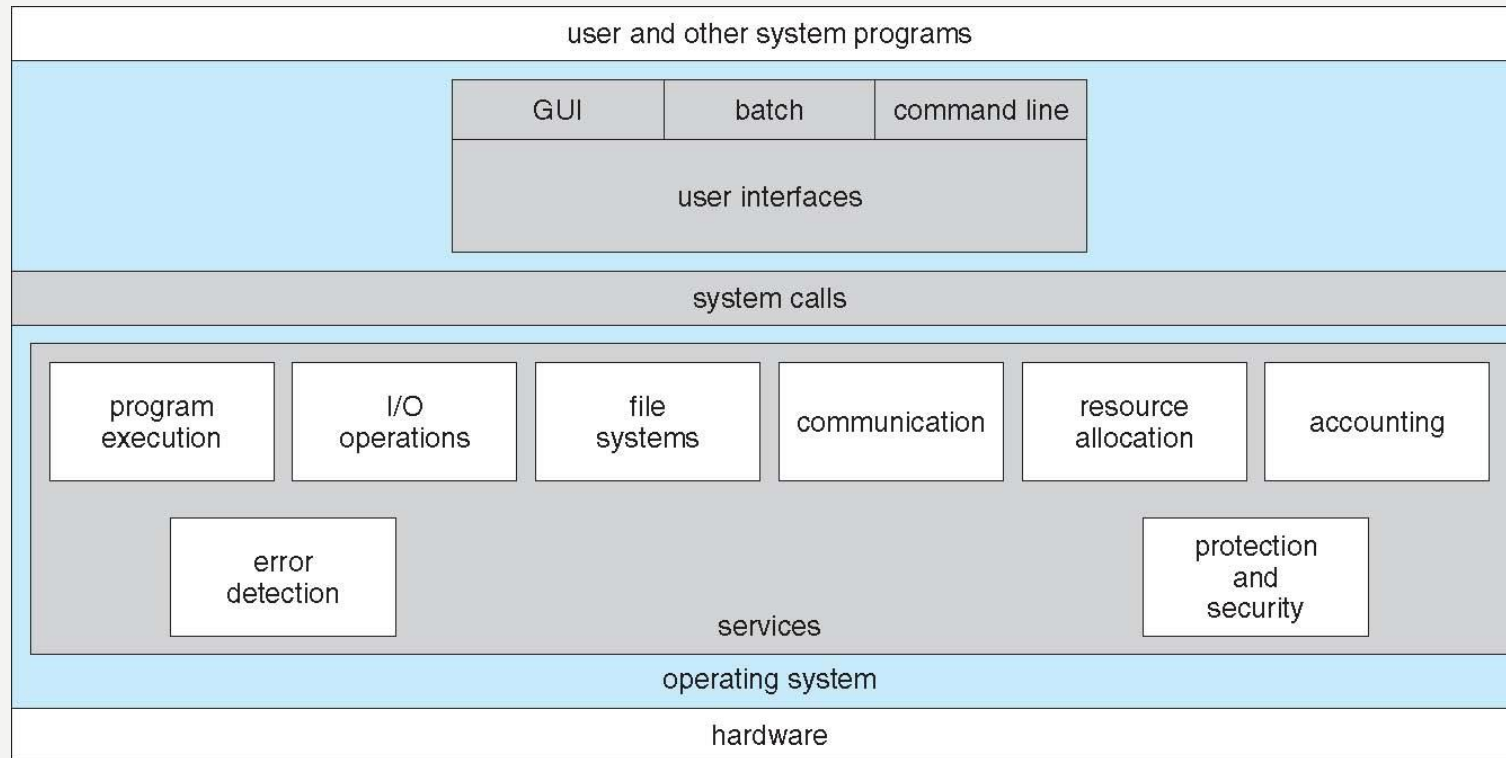 user and other system programs
GUI
batch
command line
user interfaces
system calls
program
execution
I/O
operations
file
systems
communication
resource
allocation
accounting
error
detection
protection
and
security
services
operating system
hardware